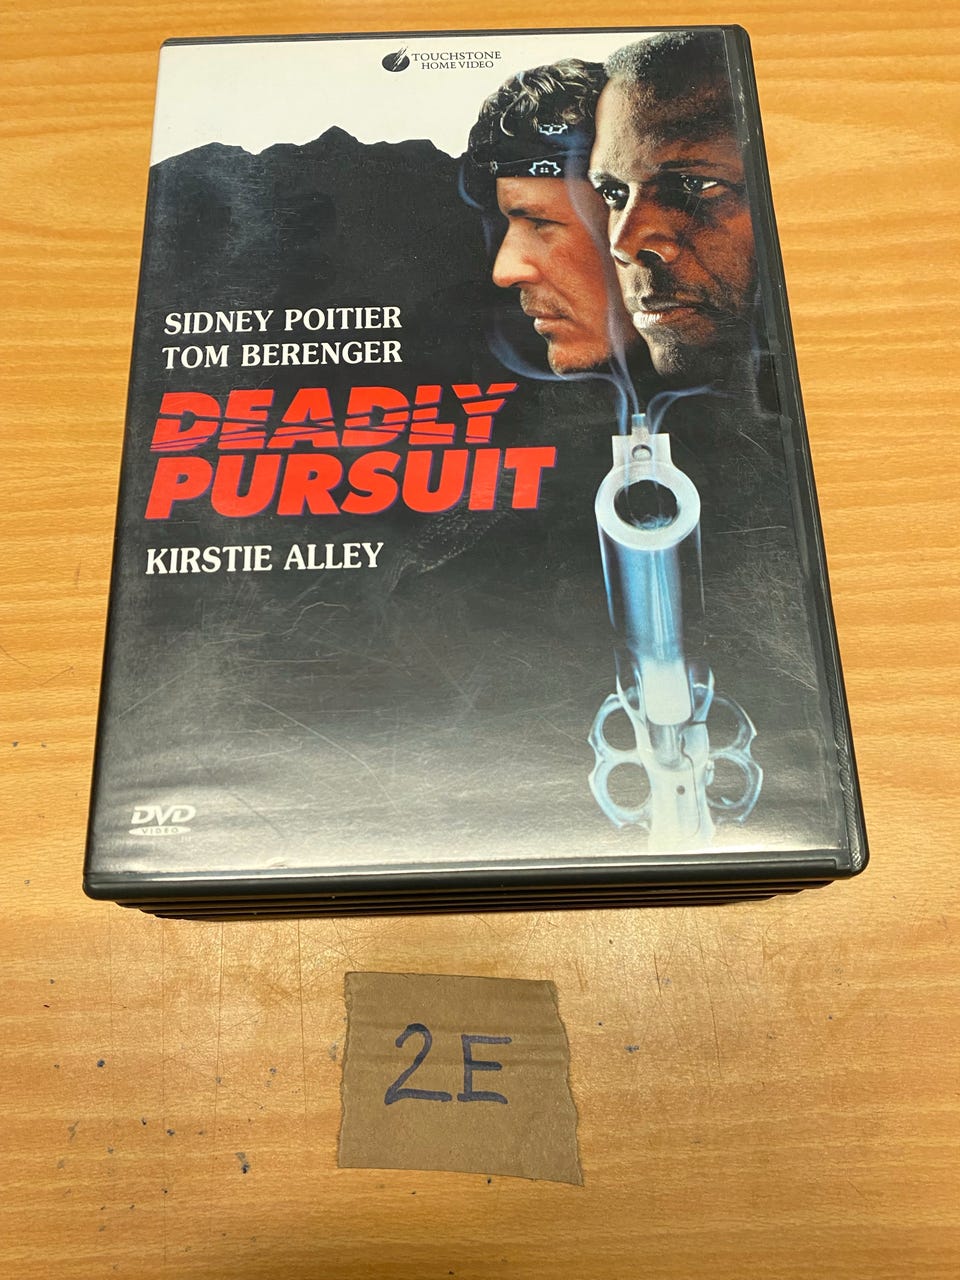 TOUCHSTONE
HOME VIDEO
SIDNEY POITIER
TOM BERENGER
DEADLY
PURSUIT
KIRSTIE ALLEY
DVD
VIDEO
2E